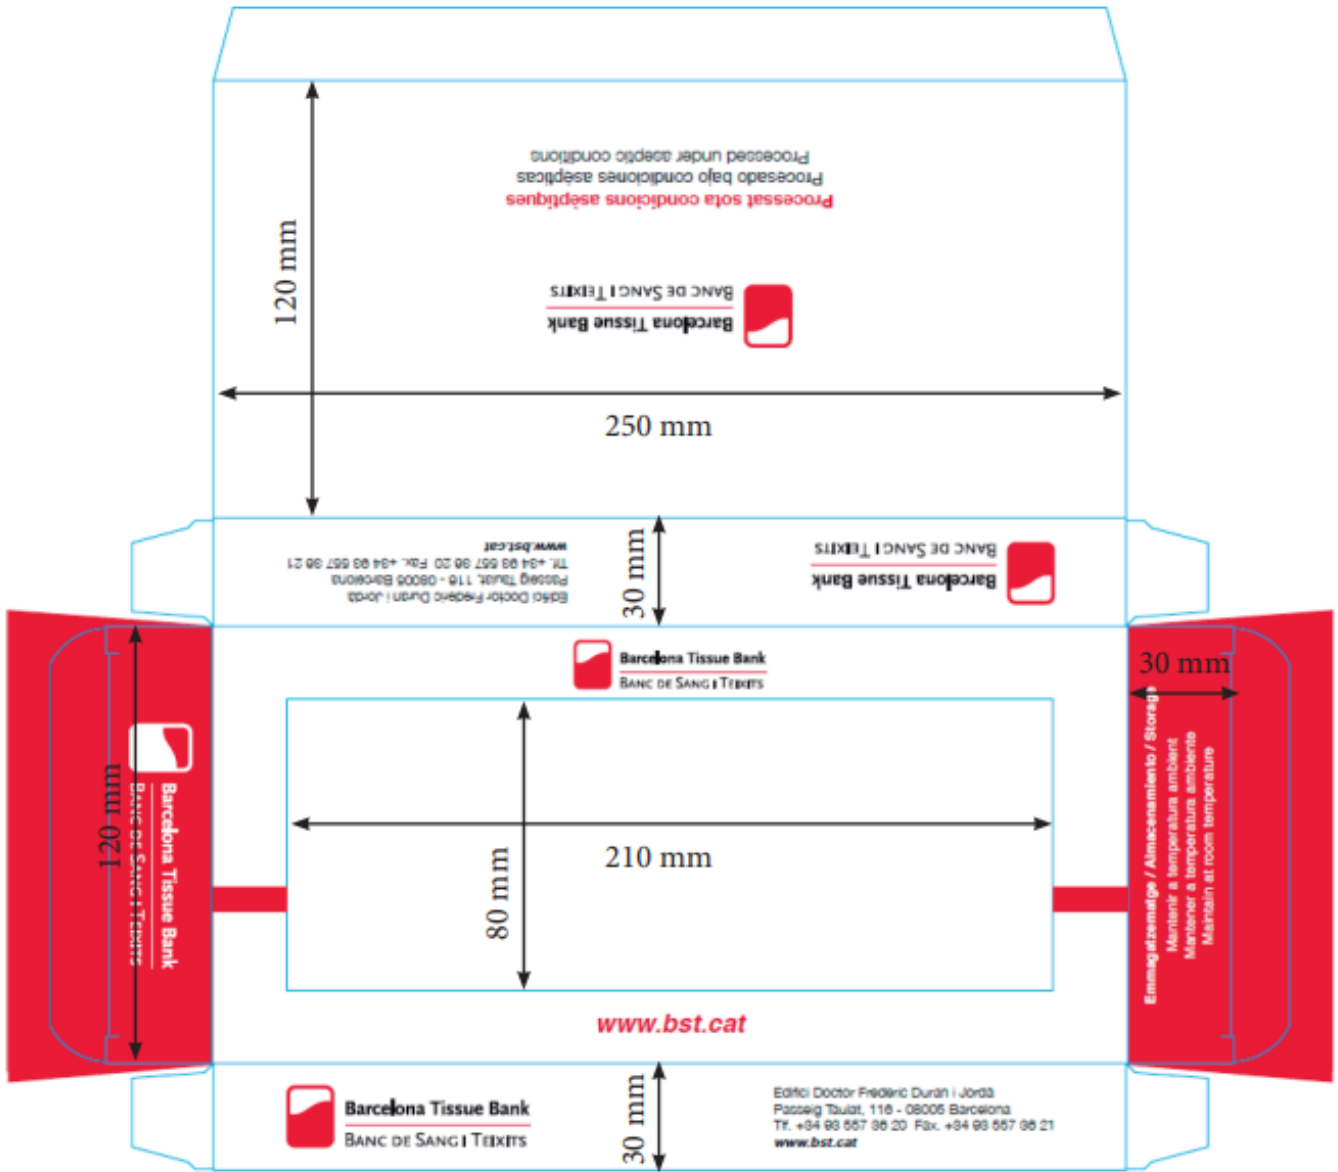 Processed under aseptic conditions
Procesado bajo condiciones asépticas
Processat sota condicions asèptiques
120 mm
BANC DE SANG I TEIXITS
Barcelona Tissue Bank
250 mm
www.bst.cat
Tlf. +34 93 557 36 20 Fax. +34 93 557 36 21
Passeig Taulat, 116 - 08005 Barcelona
Edifici Doctor Frederic Duran i Jordà
30 mm
BANC DE SANG I TEIXITS
Barcelona Tissue Bank
Barcelona Tissue Bank
BANC DE SANG I TEIXITS
30 mm
120 mm
Barcelona Tissue Bank
BANC DE SANG I TEIXITS
210 mm
80 mm
Emmagatzematge / Almacenamiento / Storage
Mantenir a temperatura ambient
Mantener a temperatura ambiente
Maintain at room temperature
www.bst.cat
Barcelona Tissue Bank
BANC DE SANG I TEIXITS
30 mm
Edifici Doctor Frederic Duran i Jordà
Passeig Taulat, 116 - 08005 Barcelona
Tlf. +34 93 557 36 20 Fax. +34 93 557 36 21
www.bst.cat